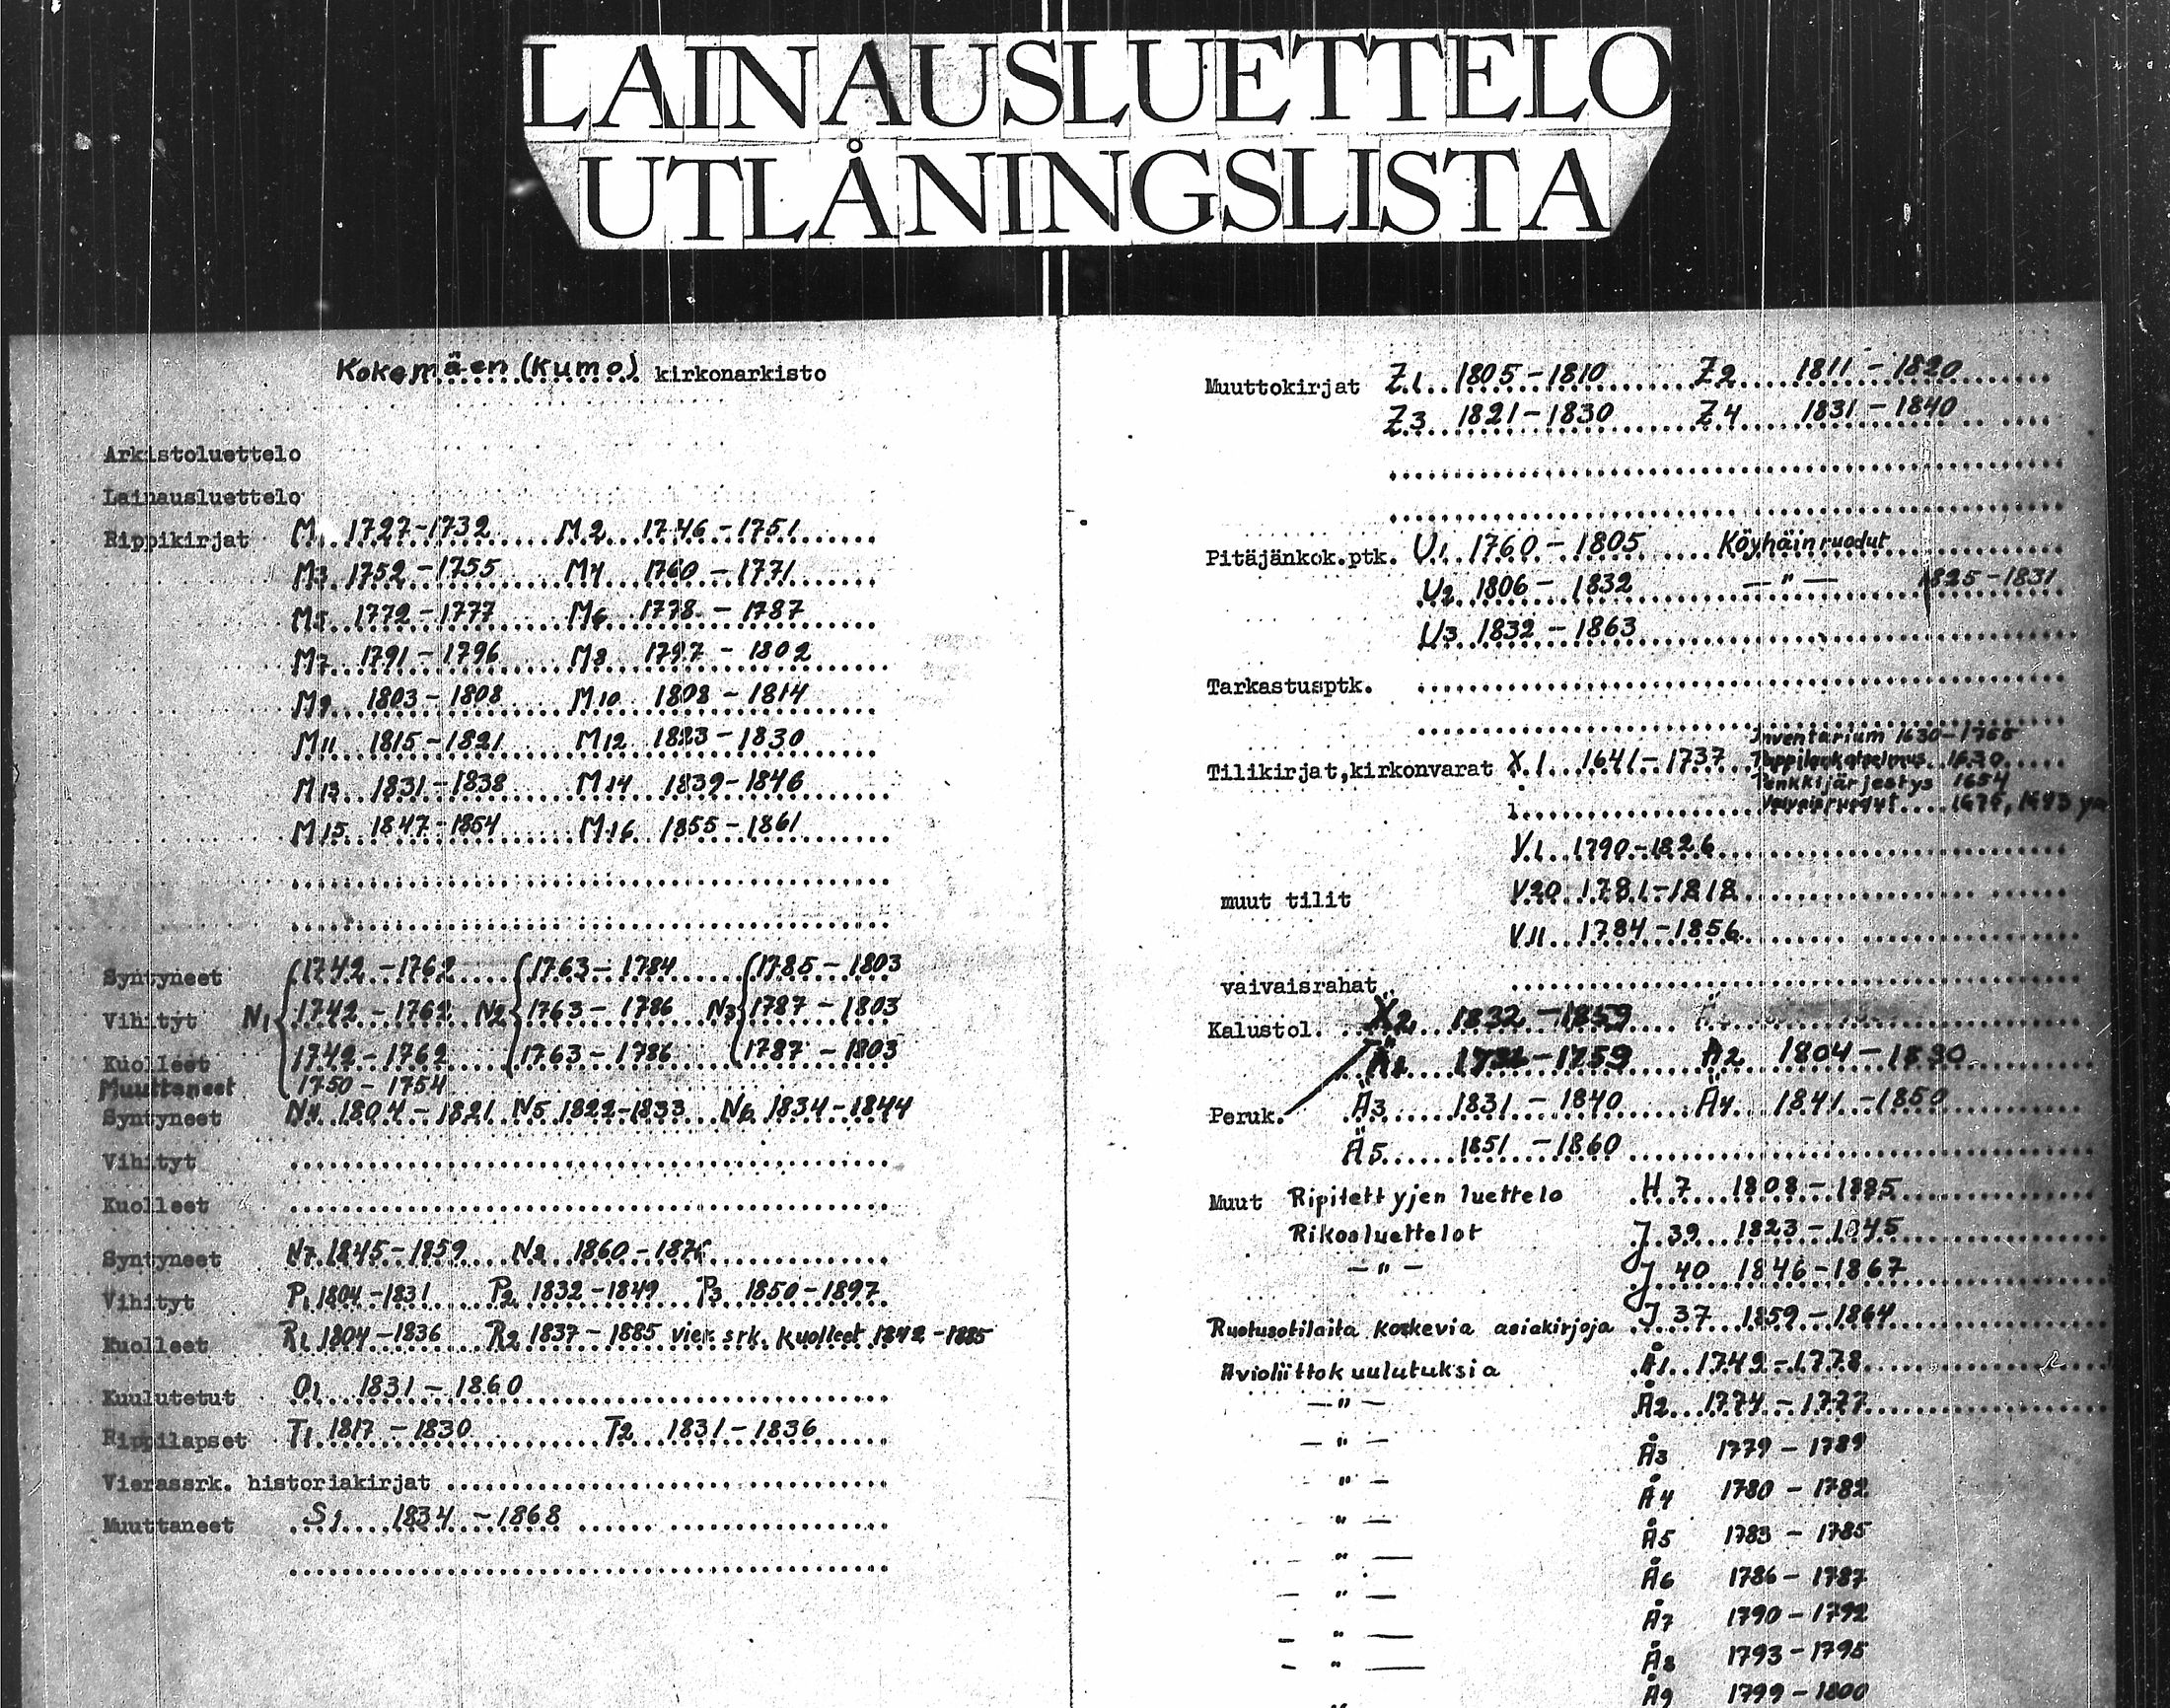 LAINAUSLUETTELO
UTLÅNINGSLISTA
Kokemäen (Kumo) kirkonarkisto
Arkistoluettelo
Lainausluettelo
Rippikirjat M1 1727-1732 M2 1746-1751
M3 1752-1755 M4 1760-1771
M5 1772-1777 M6 1778-1787
M7 1791-1796 M8 1797-1802
M9 1803-1808 M10 1808-1814
M11 1815-1821 M12 1823-1830
M13 1831-1838 M14 1839-1846
M15 1847-1854 M16 1855-1861
Syntyneet 1742-1762 1763-1784 1785-1803
Vihityt N1 1742-1762 N2 1763-1786 N3 1787-1803
Kuolleet 1742-1762 1763-1786 1787-1803
Muuttaneet 1750-1754
Syntyneet N4 1804-1821 N5 1822-1833 N6 1834-1844
Vihityt
Kuolleet
Syntyneet N7 1845-1859 N8 1860-
Vihityt P1 1804-1831 P2 1832-1849 P3 1850-1897
Kuolleet R1 1804-1836 R2 1837-1885 vier. srk. kuolleet 1842-1885
Kuulutetut O1 1831-1860
Rippilapset T1 1817-1830 T2 1831-1836
Vierassrk. historiakirjat
Muuttaneet S1 1834-1868
Muuttokirjat Z1 1805-1810 Z2 1811-1820
Z3 1821-1830 Z4 1831-1840
Pitäjänkok.ptk. U1 1760-1805 Köyhäinruodut
U2 1806-1832 -"- 1825-1831
U3 1832-1863
Tarkastusptk.
Inventarium
Tilikirjat,kirkonvarat X1 1641-1737 1630
Penkkijärjestys 1654
Vaivaisruodut
V1 1790-1826
muut tilit V20 1781-1818
V11 1784-1856
vaivaisrahat
Kalustol. X2 1832-1859
Ä1 1759 Ä2 1804-1830
Peruk. Ä3 1831-1840 Ä4 1841-1850
Ä5 1851-1860
Muut Ripitettyjen luettelo H7 1808-1885
Rikosluettelot J39 1823-1845
-"- J40 1846-1867
Ruotusotilaita koskevia asiakirjoja J37 1859-1864
Avioliittokuulutuksia Å1 1749-1778
-"- Å2 1774-1777
-"- Å3 1779-1789
-"- Å4 1780-1782
-"- Å5 1783-1785
-"- Å6 1786-1787
-"- Å7 1790-1792
-"- Å8 1793-1795
-"- Å9 1799-1800